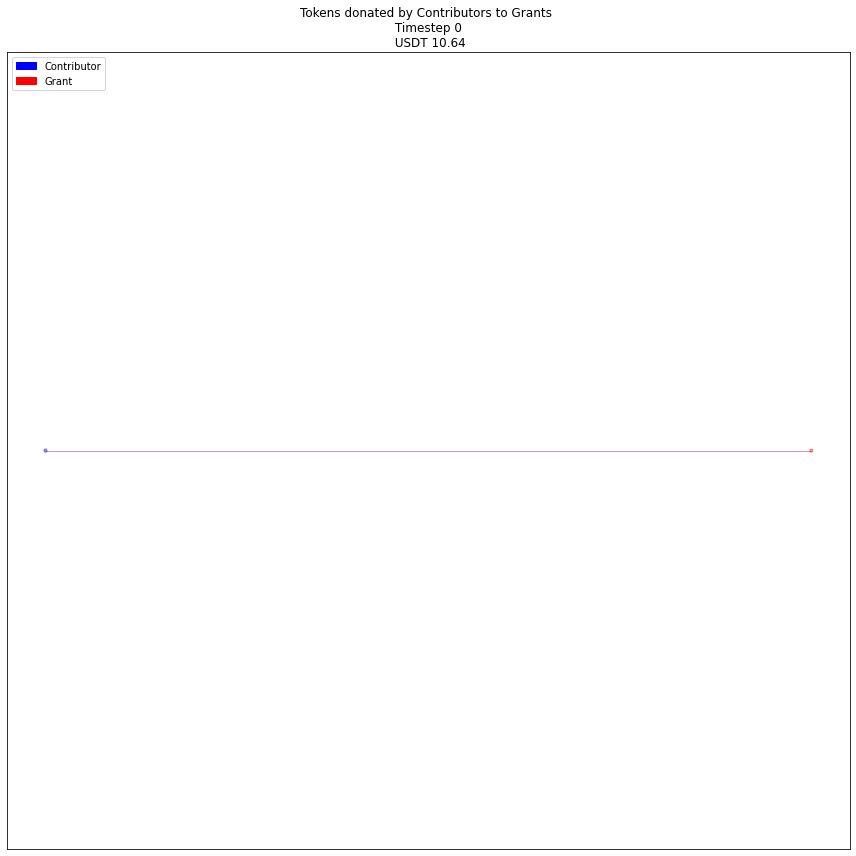 Tokens donated by Contributors to Grants
Timestep 0
USDT 10.64
Contributor
Grant